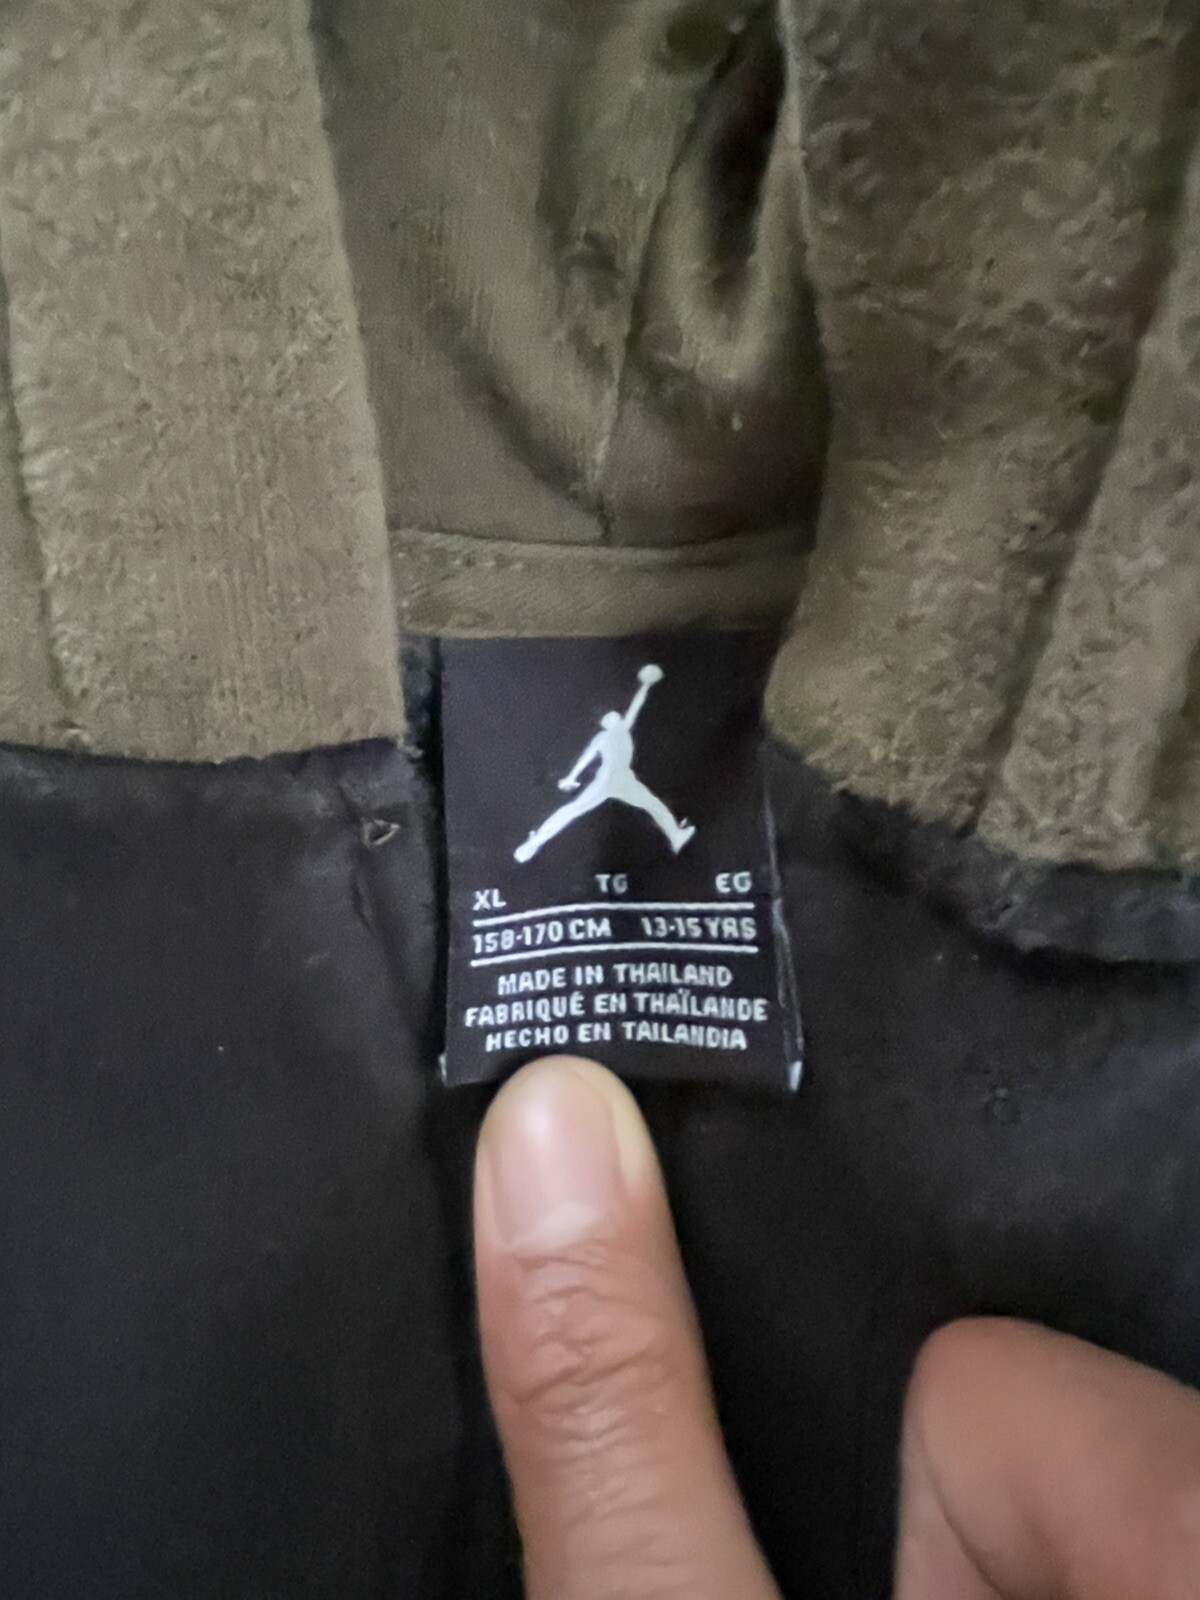 XL TG EG
158-170 CM 13-15 YRS
MADE IN THAILAND
FABRIQUÉ EN THAÏLANDE
HECHO EN TAILANDIA